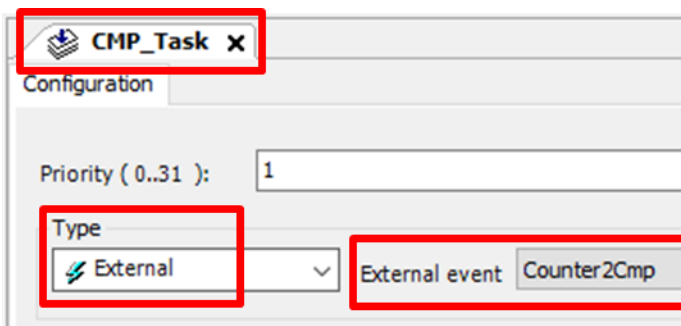 CMP_Task x
Configuration
Priority ( 0..31 ): 1
Type
External
External event Counter2Cmp